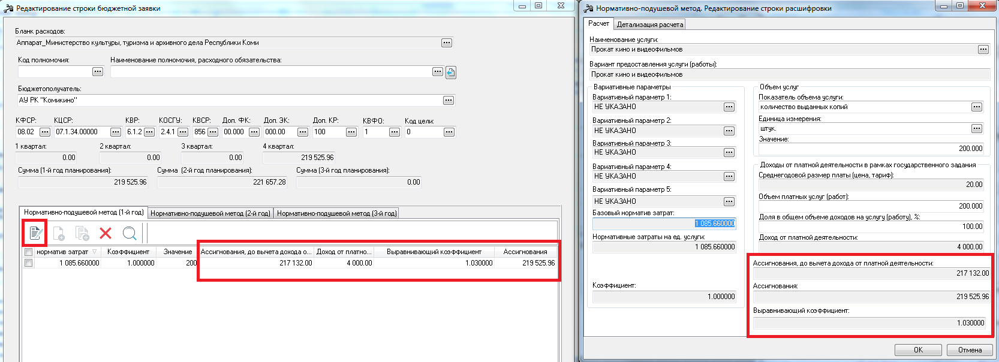 Редактирование строки бюджетной заявки
Бланк расходов:
Аппарат_Министерство культуры, туризма и архивного дела Республики Коми
Код полномочия: Наименование полномочия, расходного обязательства:
Бюджетополучатель:
АУ РК "Комикино"
КФСР: КЦСР: КВР: КОСГУ: КВСР: Доп. ФК: Доп. ЭК: Доп. КР: КВФО: Код цели:
08.02 07.1.34.00000 6.1.2 2.4.1 856 00.000 000.00 100 1 0
1 квартал: 2 квартал: 3 квартал: 4 квартал:
0.00 0.00 0.00 219 525.96
Сумма (1-й год планирования): Сумма (2-й год планирования): Сумма (3-й год планирования):
219 525.96 221 657.28 0.00
Нормативно-подушевой метод (1-й год) Нормативно-подушевой метод (2-й год) Нормативно-подушевой метод (3-й год)
норматив затрат Коэффициент Значение Ассигнования, до вычета дохода о... Доход от платно... Выравнивающий коэффициент Ассигнования
1 085.660000 1.000000 200 217 132.00 4 000.00 1.030000 219 525.96
Нормативно-подушевой метод. Редактирование строки расшифровки
Расчет Детализация расчета
Наименование услуги:
Прокат кино и видеофильмов
Вариант предоставления услуги (работы):
Прокат кино и видеофильмов
Вариативные параметры
Вариативный параметр 1:
НЕ УКАЗАНО
Вариативный параметр 2:
НЕ УКАЗАНО
Вариативный параметр 3:
НЕ УКАЗАНО
Вариативный параметр 4:
НЕ УКАЗАНО
Вариативный параметр 5:
НЕ УКАЗАНО
Базовый норматив затрат:
1 085.660000
Нормативные затраты на ед. услуги:
1 085.660000
Коэффициент:
1.000000
Объем услуг
Показатель объема услуги:
количество выданных копий
Единица измерения:
штук.
Значение:
200.000
Доходы от платной деятельности в рамках государственного задания
Среднегодовой размер платы (цена, тариф):
20.00
Объем платных услуг (работ):
200.000
Доля в общем объеме доходов на услугу (работу), %:
100.00
Доход от платной деятельности:
4 000.00
Ассигнования, до вычета дохода от платной деятельности:
217 132.00
Ассигнования:
219 525.96
Выравнивающий коэффициент:
1.030000
OK Отмена